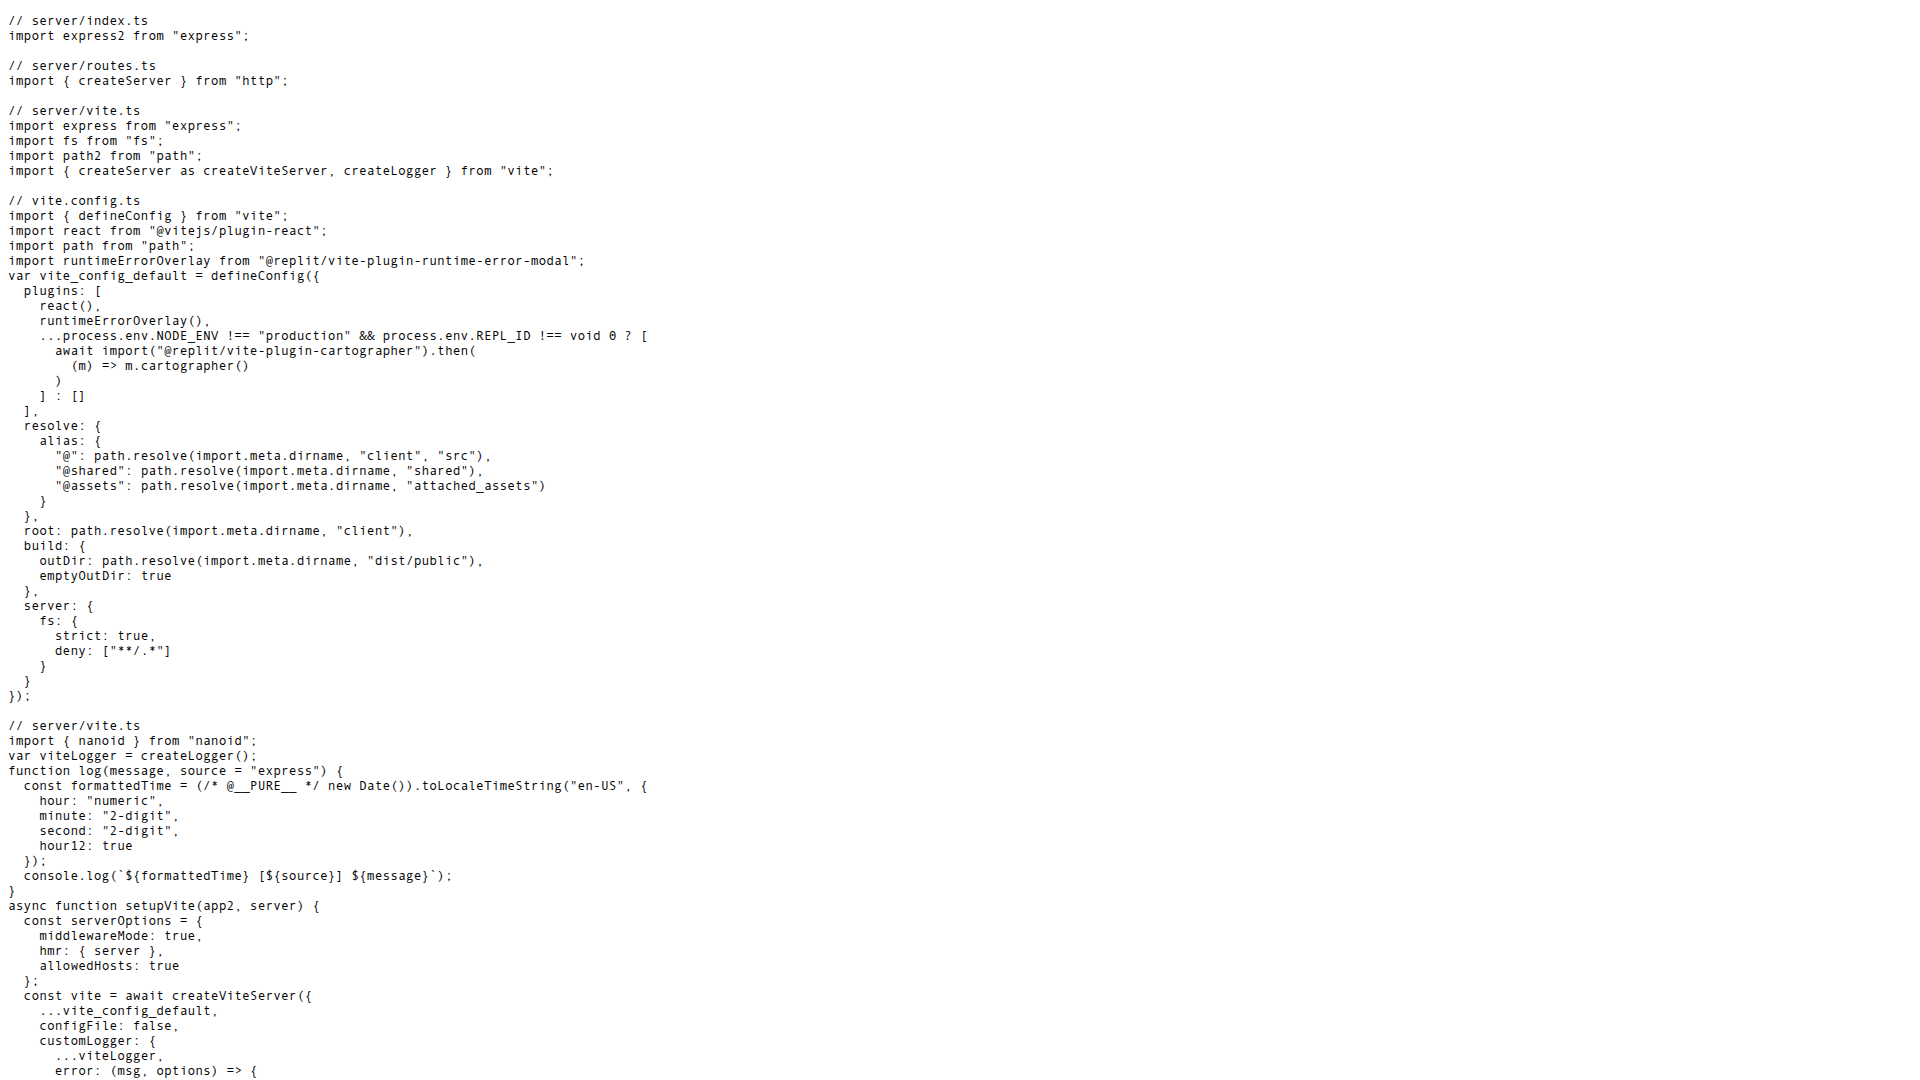 // server/index.ts
import express2 from "express";

// server/routes.ts
import { createServer } from "http";

// server/vite.ts
import express from "express";
import fs from "fs";
import path2 from "path";
import { createServer as createViteServer, createLogger } from "vite";

// vite.config.ts
import { defineConfig } from "vite";
import react from "@vitejs/plugin-react";
import path from "path";
import runtimeErrorOverlay from "@replit/vite-plugin-runtime-error-modal";
var vite_config_default = defineConfig({
  plugins: [
    react(),
    runtimeErrorOverlay(),
    ...process.env.NODE_ENV !== "production" && process.env.REPL_ID !== void 0 ? [
      await import("@replit/vite-plugin-cartographer").then(
        (m) => m.cartographer()
      )
    ] : []
  ],
  resolve: {
    alias: {
      "@": path.resolve(import.meta.dirname, "client", "src"),
      "@shared": path.resolve(import.meta.dirname, "shared"),
      "@assets": path.resolve(import.meta.dirname, "attached_assets")
    }
  },
  root: path.resolve(import.meta.dirname, "client"),
  build: {
    outDir: path.resolve(import.meta.dirname, "dist/public"),
    emptyOutDir: true
  },
  server: {
    fs: {
      strict: true,
      deny: ["**/.*"]
    }
  }
});

// server/vite.ts
import { nanoid } from "nanoid";
var viteLogger = createLogger();
function log(message, source = "express") {
  const formattedTime = (/* @__PURE__ */ new Date()).toLocaleTimeString("en-US", {
    hour: "numeric",
    minute: "2-digit",
    second: "2-digit",
    hour12: true
  });
  console.log(`${formattedTime} [${source}] ${message}`);
}
async function setupVite(app2, server) {
  const serverOptions = {
    middlewareMode: true,
    hmr: { server },
    allowedHosts: true
  };
  const vite = await createViteServer({
    ...vite_config_default,
    configFile: false,
    customLogger: {
      ...viteLogger,
      error: (msg, options) => {